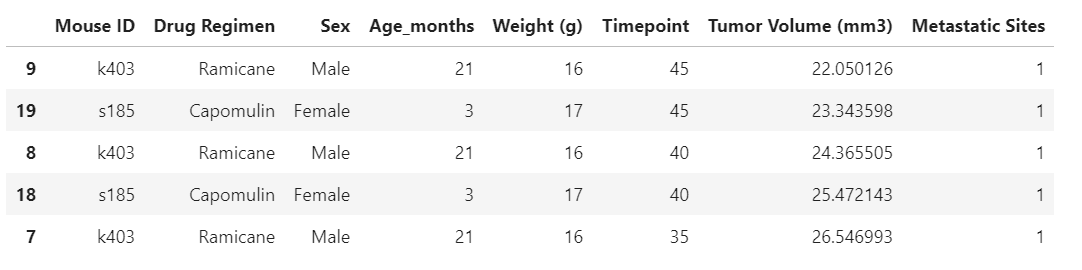 Mouse ID Drug Regimen Sex Age_months Weight (g) Timepoint Tumor Volume (mm3) Metastatic Sites
9 k403 Ramicane Male 21 16 45 22.050126 1
19 s185 Capomulin Female 3 17 45 23.343598 1
8 k403 Ramicane Male 21 16 40 24.365505 1
18 s185 Capomulin Female 3 17 40 25.472143 1
7 k403 Ramicane Male 21 16 35 26.546993 1